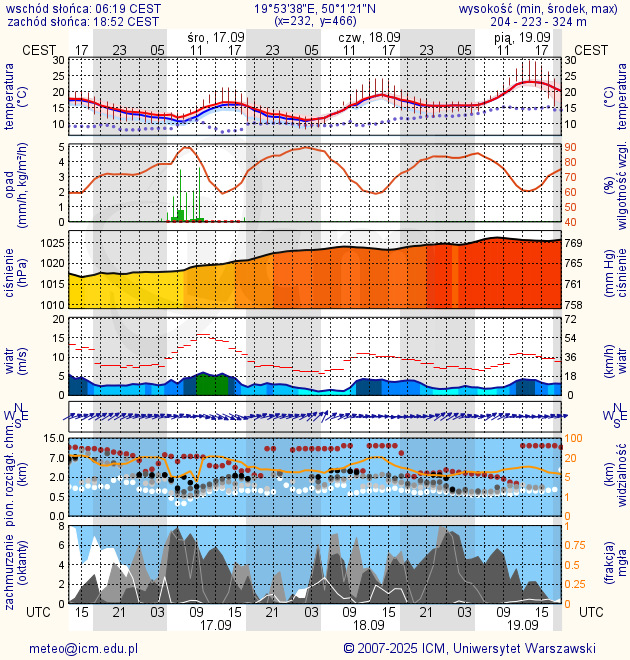 wschód słońca: 06:19 CEST 19°53'38"E, 50°1'21"N wysokość (min, środek, max)
zachód słońca: 18:52 CEST (x=232, y=466) 204 - 223 - 324 m
śro, 17.09 czw, 18.09 pią, 19.09
CEST 17 23 05 11 17 23 05 11 17 23 05 11 17 CEST
temperatura (°C) 30 25 20 15 10 30 25 20 15 10 temperatura (°C)
opad (mm/h, kg/m²/h) 5 4 3 2 1 0 90 80 70 60 50 40 (%) wilgotność wzgl.
ciśnienie (hPa) 1025 1020 1015 1010 769 765 761 758 (mm Hg) ciśnienie
wiatr (m/s) 20 15 10 5 0 72 54 36 18 0 (km/h) wiatr
N W E S N W E S
pion. rozciągł. chm. (km) 15.0 7.0 2.0 0.5 0.0 100 20 5 1 0 (km) widzialność
zachmurzenie (oktanty) 8 6 4 2 0 1 0.75 0.5 0.25 0 (frakcja) mgła
UTC 15 21 03 09 15 21 03 09 15 21 03 09 15 UTC
17.09 18.09 19.09
meteo@icm.edu.pl © 2007-2025 ICM, Uniwersytet Warszawski